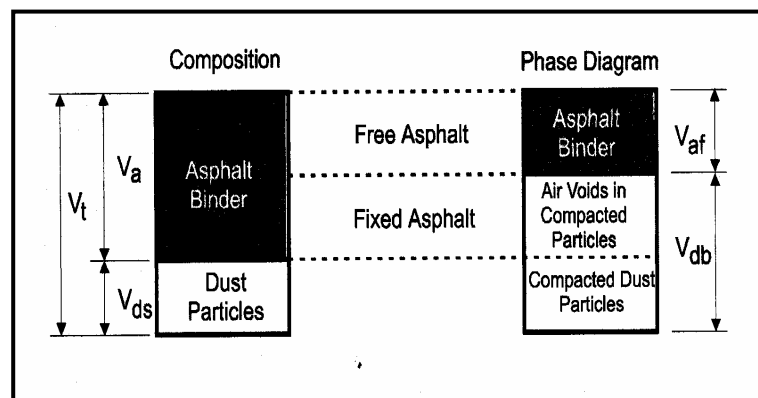 Composition
Phase Diagram
Asphalt
Binder
Free Asphalt
Vaf
Va
Vt
Asphalt
Binder
Fixed Asphalt
Air Voids in
Compacted
Particles
Vdb
Vds
Dust
Particles
Compacted Dust
Particles